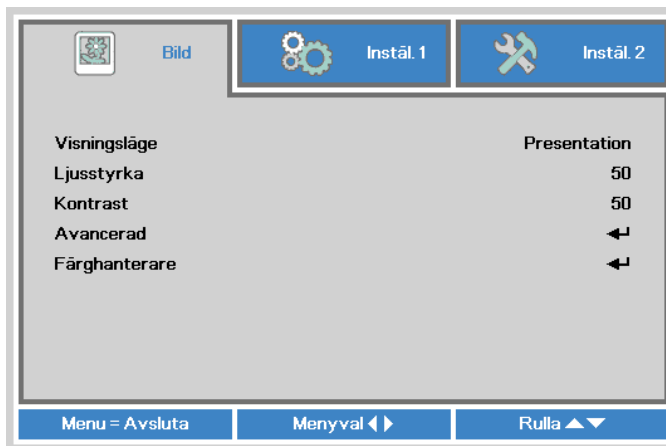 Bild
Instäl. 1
Instäl. 2
Visningsläge Presentation
Ljusstyrka 50
Kontrast 50
Avancerad
Färghanterare
Menu = Avsluta
Menyval
Rulla